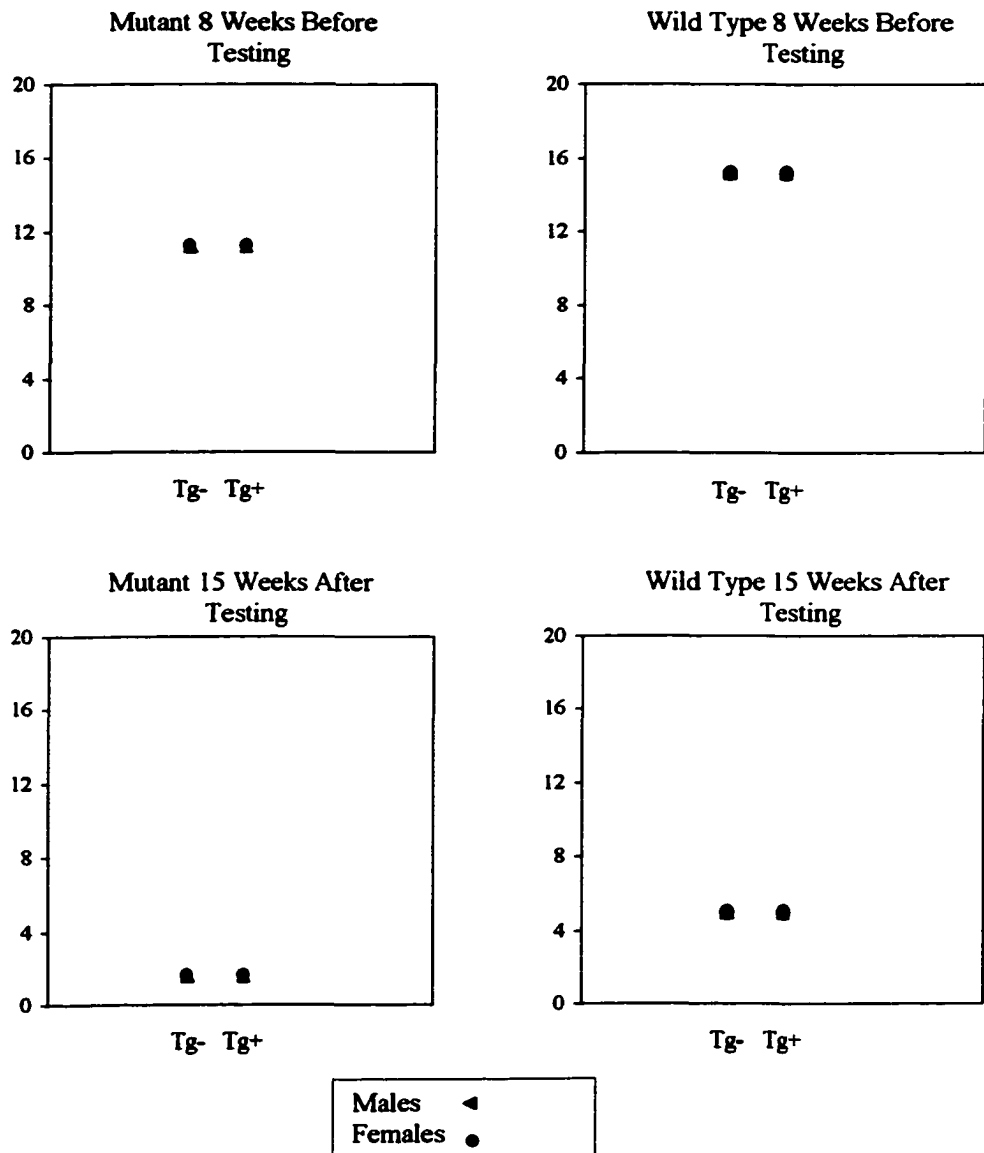 Mutant 8 Weeks Before
Testing
20
16
12
8
4
0
Tg- Tg+
Wild Type 8 Weeks Before
Testing
20
16
12
8
4
0
Tg- Tg+
Mutant 15 Weeks After
Testing
20
16
12
8
4
0
Tg- Tg+
Wild Type 15 Weeks After
Testing
20
16
12
8
4
0
Tg- Tg+
Males
Females